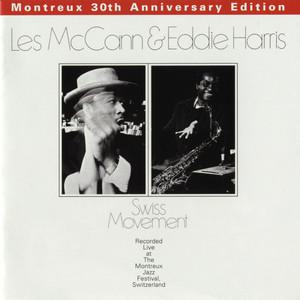 Montreux 30th Anniversary Edition
Les McCann & Eddie Harris
Swiss
Movement
Recorded
Live
at
The
Montreux
Jazz
Festival,
Switzerland